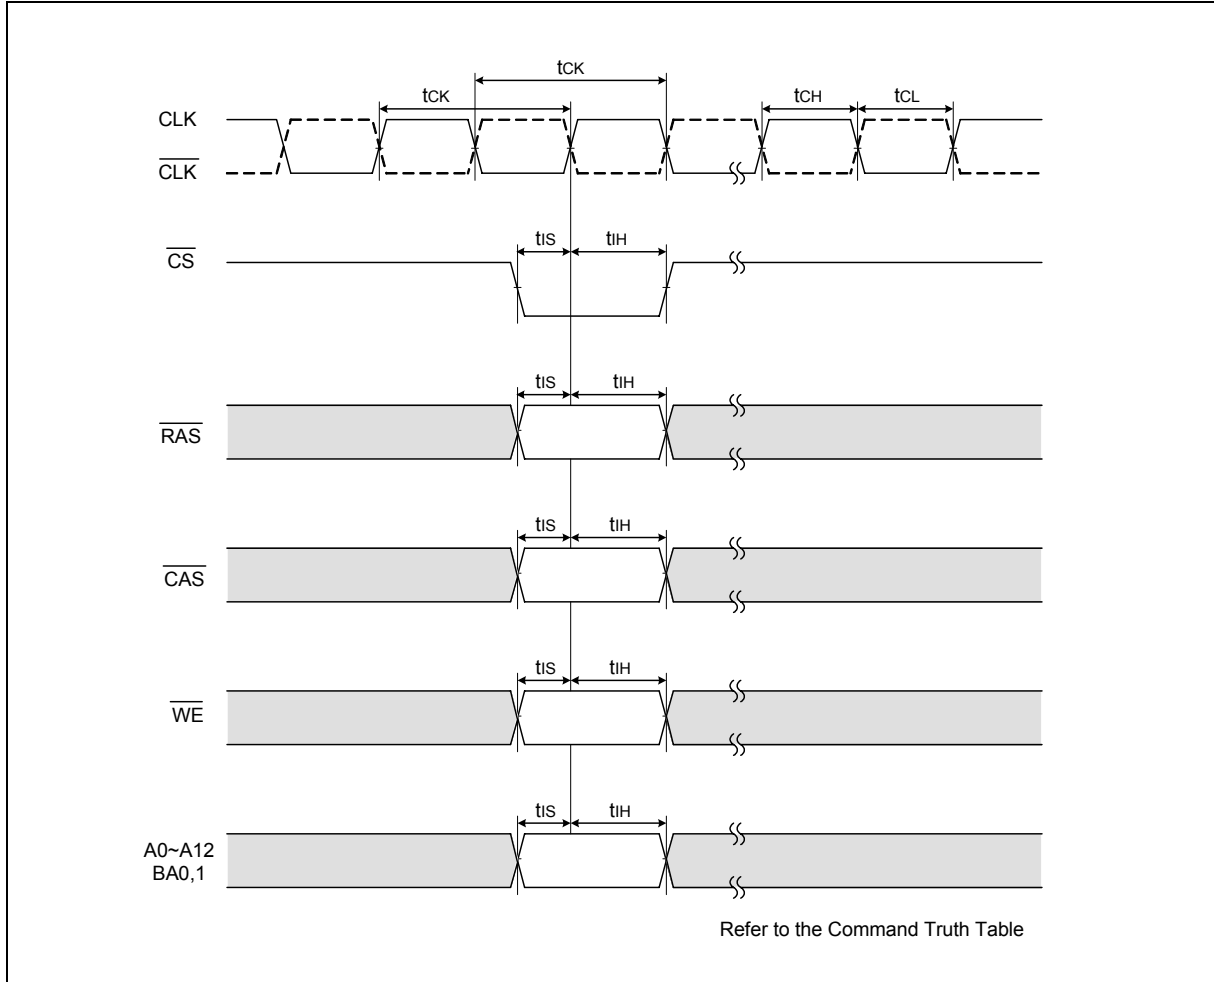 tCK
tCK tCH tCL
CLK
CLK
tIS tIH
CS
tIS tIH
RAS
tIS tIH
CAS
tIS tIH
WE
tIS tIH
A0~A12
BA0,1
Refer to the Command Truth Table